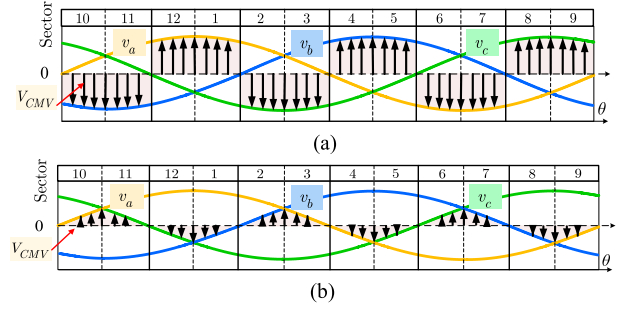 Sector 10 11 12 1 2 3 4 5 6 7 8 9
v_a v_b v_c
0
V_CMV
θ
(a)
Sector 10 11 12 1 2 3 4 5 6 7 8 9
v_a v_b v_c
0
V_CMV
θ
(b)